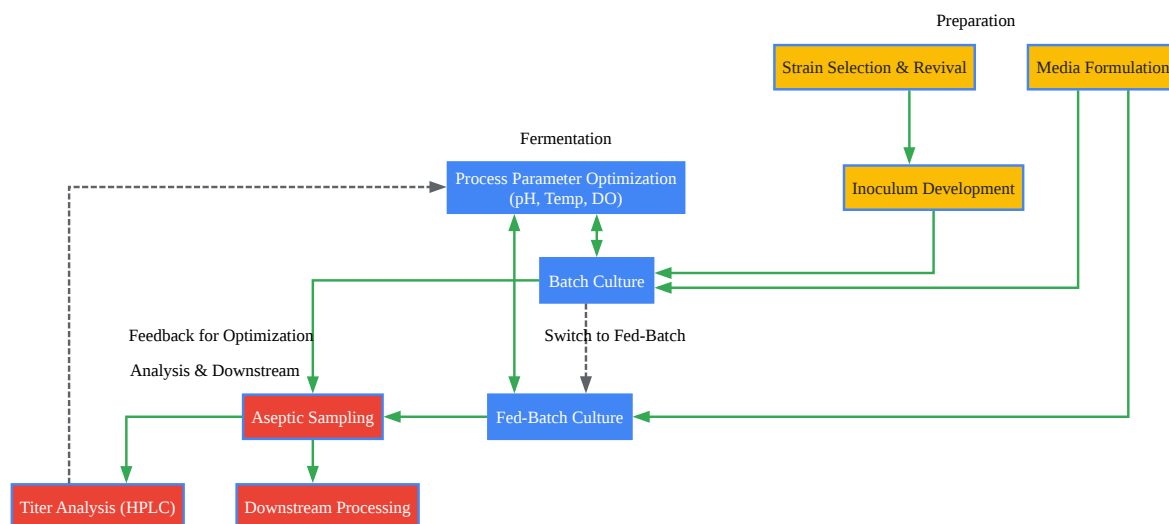 Preparation
Strain Selection & Revival
Media Formulation
Fermentation
Process Parameter Optimization
(pH, Temp, DO)
Inoculum Development
Batch Culture
Feedback for Optimization
Switch to Fed-Batch
Analysis & Downstream
Aseptic Sampling
Fed-Batch Culture
Titer Analysis (HPLC)
Downstream Processing